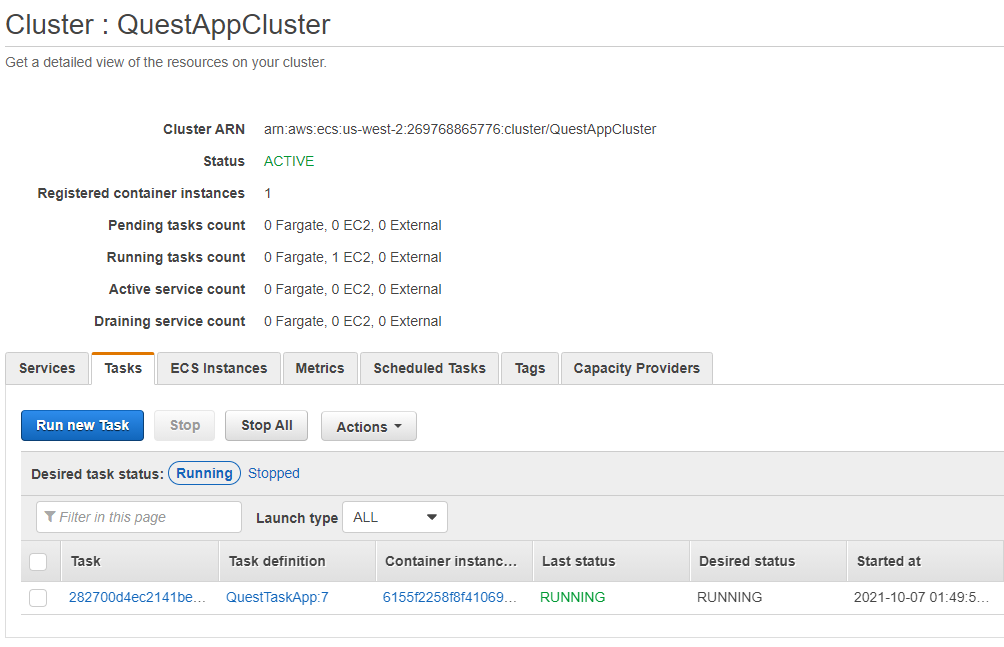 Cluster : QuestAppCluster
Get a detailed view of the resources on your cluster.
Cluster ARN arn:aws:ecs:us-west-2:269768865776:cluster/QuestAppCluster
Status ACTIVE
Registered container instances 1
Pending tasks count 0 Fargate, 0 EC2, 0 External
Running tasks count 0 Fargate, 1 EC2, 0 External
Active service count 0 Fargate, 0 EC2, 0 External
Draining service count 0 Fargate, 0 EC2, 0 External
Services Tasks ECS Instances Metrics Scheduled Tasks Tags Capacity Providers
Run new Task Stop Stop All Actions
Desired task status: Running Stopped
Filter in this page Launch type ALL
Task Task definition Container instanc... Last status Desired status Started at
282700d4ec2141be... QuestTaskApp:7 6155f2258f8f41069... RUNNING RUNNING 2021-10-07 01:49:5...